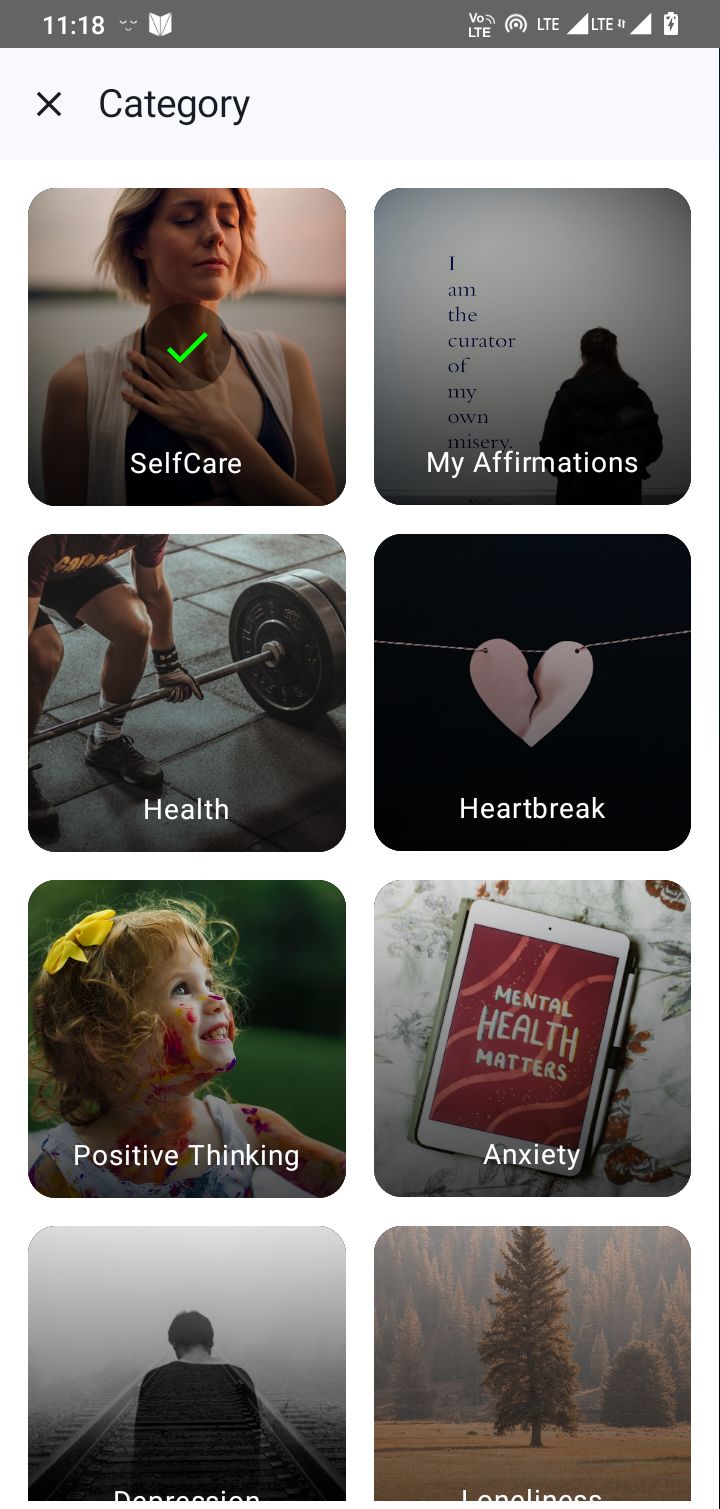 11:18
Vo
LTE
LTE
LTE
Category
I
am
the
curator
of
my
own
misery.
SelfCare
My Affirmations
Health
Heartbreak
MENTAL
HEALTH
MATTERS
Positive Thinking
Anxiety
Depression
Loneliness